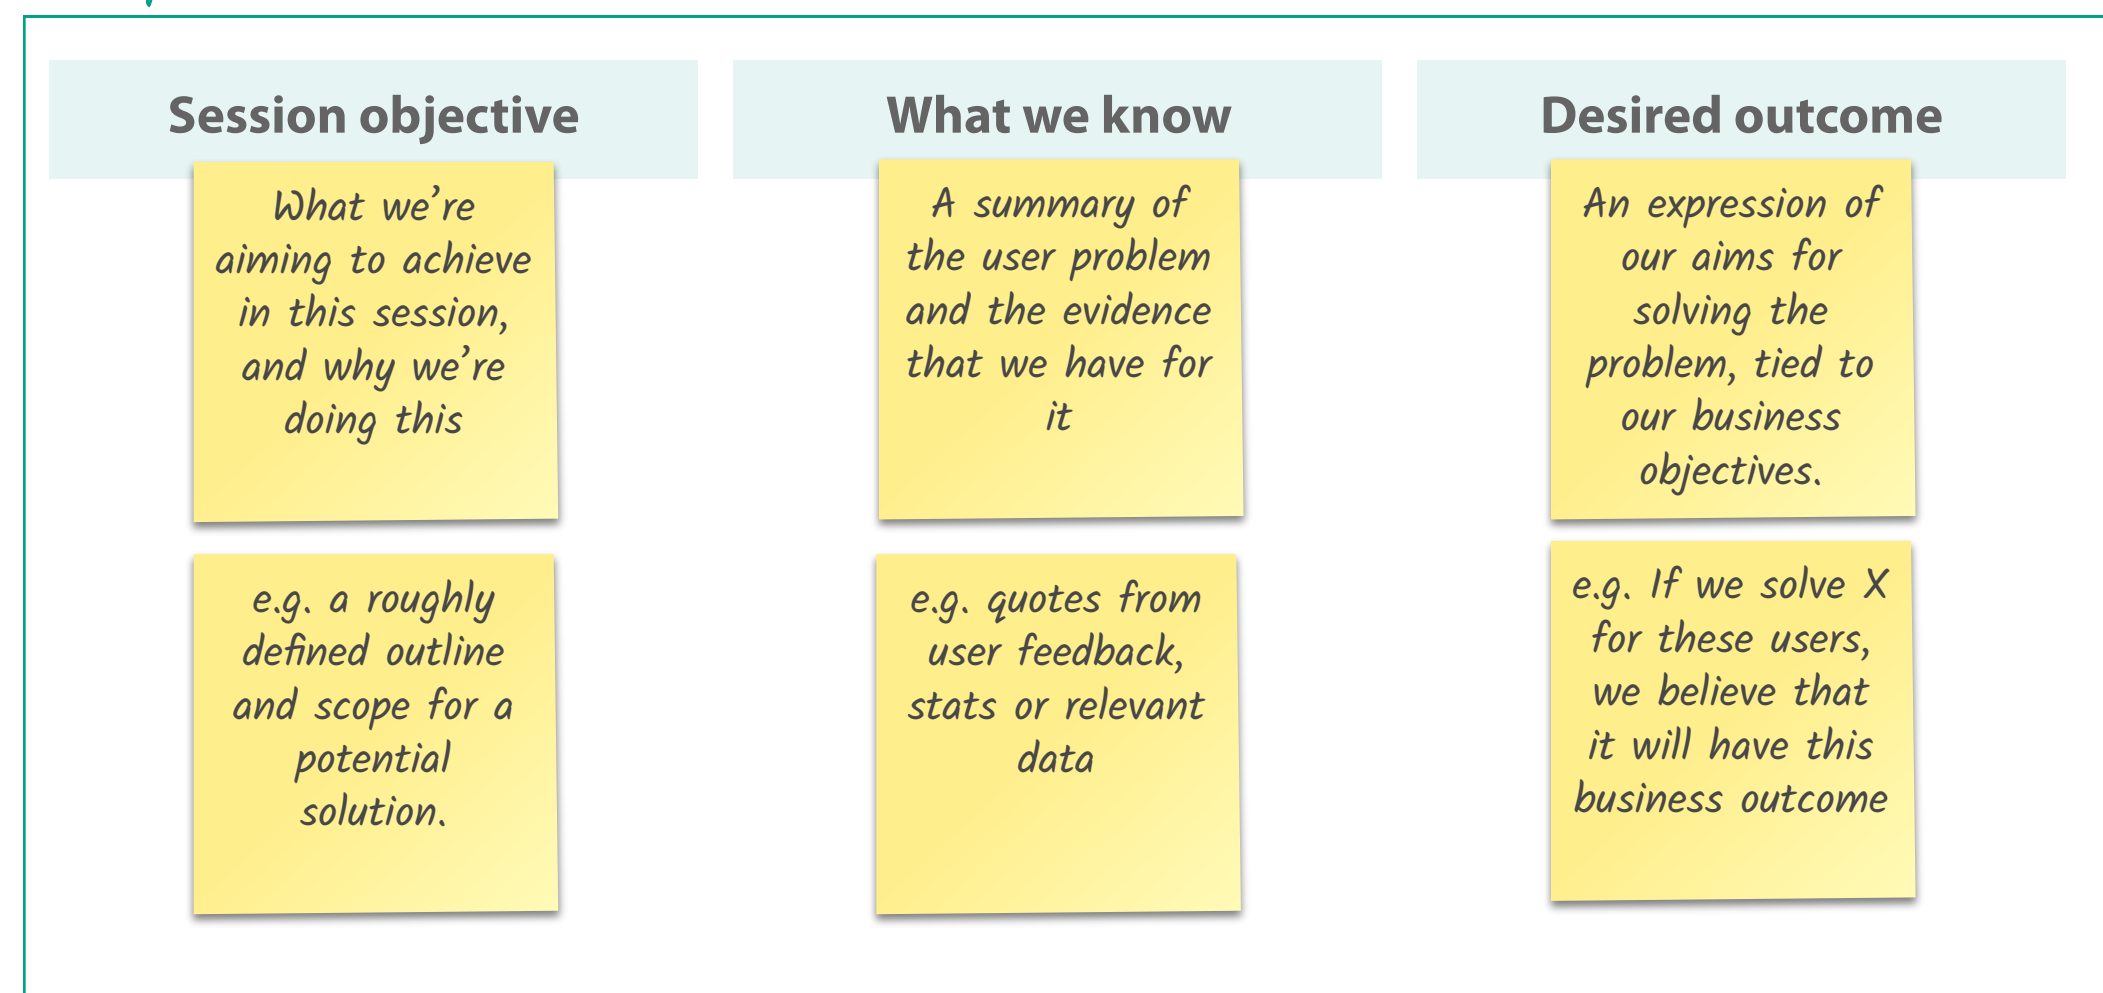 Session objective
What we're
aiming to achieve
in this session,
and why we're
doing this
e.g. a roughly
defined outline
and scope for a
potential
solution.
What we know
A summary of
the user problem
and the evidence
that we have for
it
e.g. quotes from
user feedback,
stats or relevant
data
Desired outcome
An expression of
our aims for
solving the
problem, tied to
our business
objectives.
e.g. If we solve X
for these users,
we believe that
it will have this
business outcome